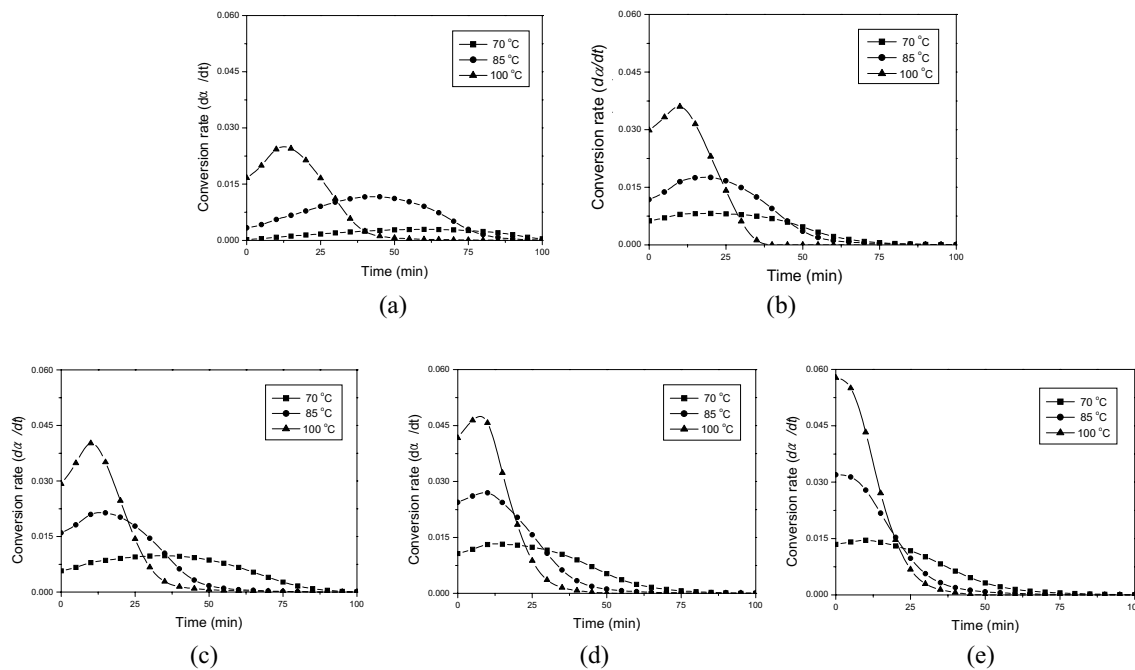 0.060
0.045
0.030
0.015
0.000
Conversion rate (dα /dt)
70 °C
85 °C
100 °C
0 25 50 75 100
Time (min)
(a)
0.060
0.045
0.030
0.015
0.000
Conversion rate (dα/dt)
70 °C
85 °C
100 °C
0 25 50 75 100
Time (min)
(b)
0.060
0.045
0.030
0.015
0.000
Conversion rate (dα /dt)
70 °C
85 °C
100 °C
0 25 50 75 100
Time (min)
(c)
0.060
0.045
0.030
0.015
0.000
Conversion rate (dα /dt)
70 °C
85 °C
100 °C
0 25 50 75 100
Time (min)
(d)
0.060
0.045
0.030
0.015
0.000
Conversion rate (dα /dt)
70 °C
85 °C
100 °C
0 25 50 75 100
Time (min)
(e)